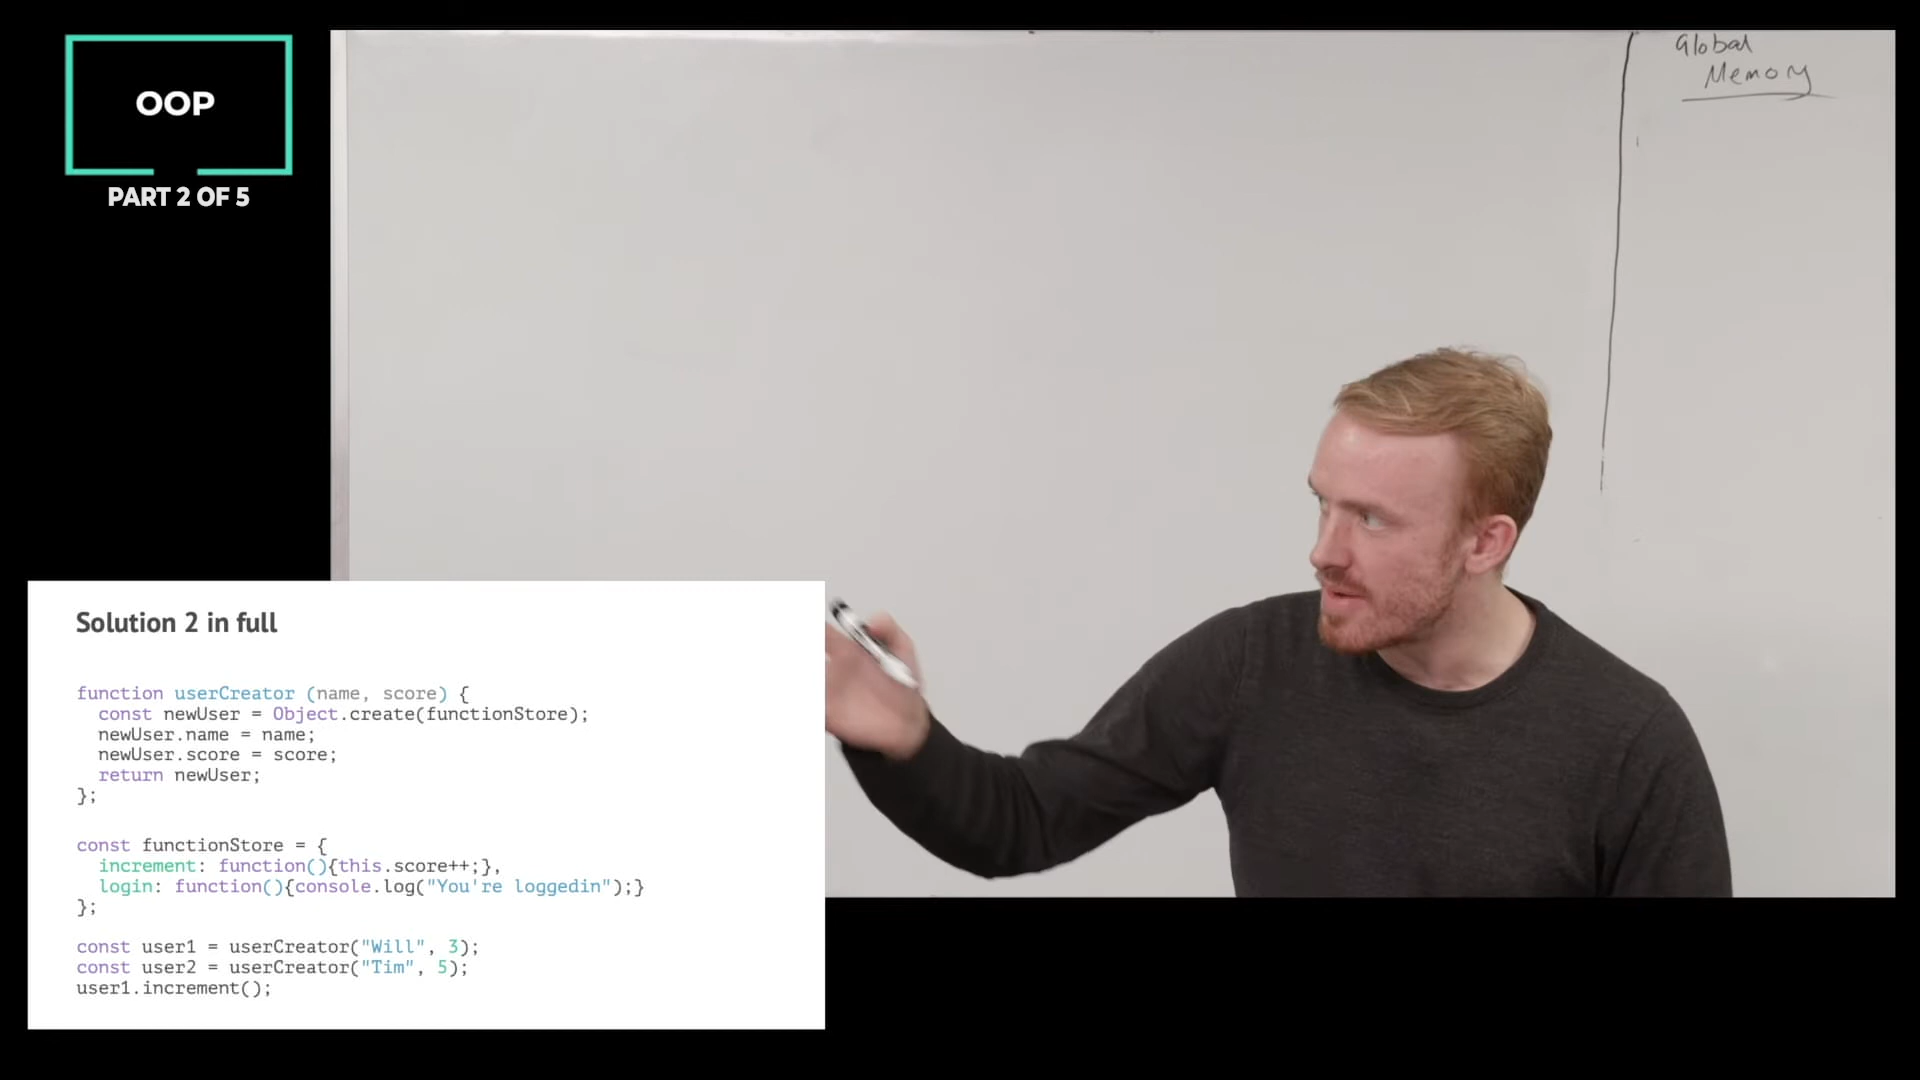 OOP
PART 2 OF 5
Global
Memory
Solution 2 in full
function userCreator (name, score) {
const newUser = Object.create(functionStore);
newUser.name = name;
newUser.score = score;
return newUser;
};
const functionStore = {
increment: function(){this.score++;},
login: function(){console.log("You're loggedin");}
};
const user1 = userCreator("Will", 3);
const user2 = userCreator("Tim", 5);
user1.increment();